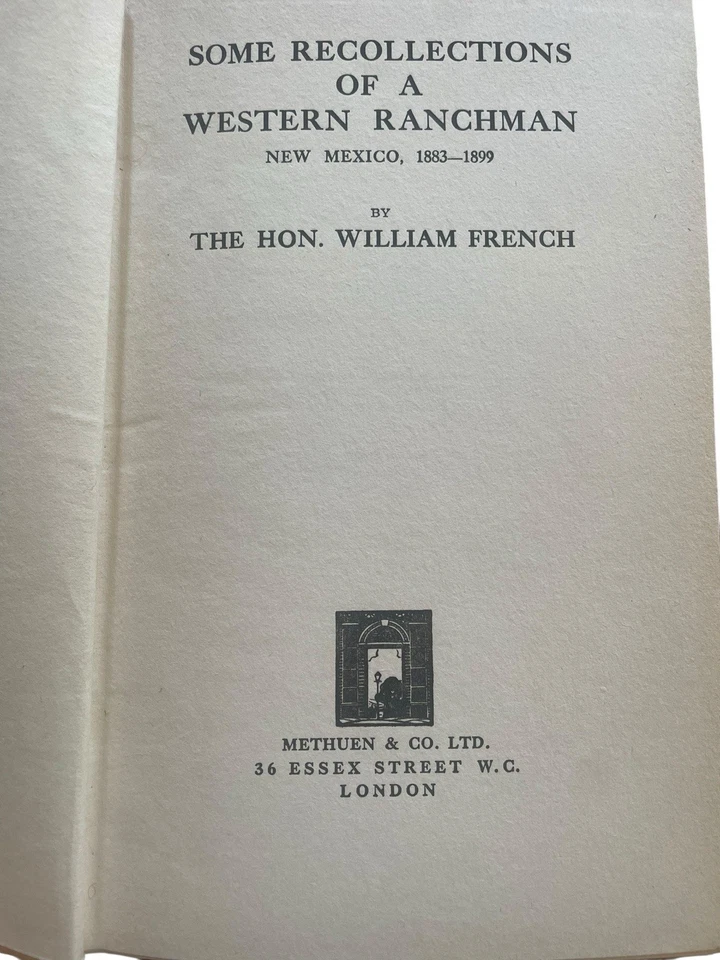 SOME RECOLLECTIONS
OF A
WESTERN RANCHMAN
NEW MEXICO, 1883—1899
BY
THE HON. WILLIAM FRENCH
METHUEN & CO. LTD.
36 ESSEX STREET W.C.
LONDON